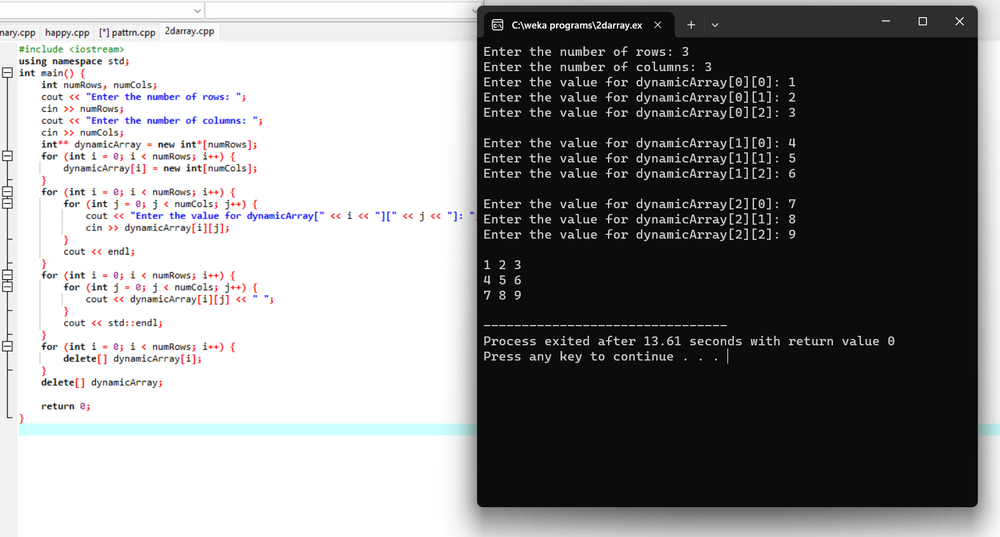 nary.cpp happy.cpp [*] pattrn.cpp 2darray.cpp
#include <iostream>
using namespace std;
int main() {
    int numRows, numCols;
    cout << "Enter the number of rows: ";
    cin >> numRows;
    cout << "Enter the number of columns: ";
    cin >> numCols;
    int** dynamicArray = new int*[numRows];
    for (int i = 0; i < numRows; i++) {
        dynamicArray[i] = new int[numCols];
    }
    for (int i = 0; i < numRows; i++) {
        for (int j = 0; j < numCols; j++) {
            cout << "Enter the value for dynamicArray[" << i << "][" << j << "]: ";
            cin >> dynamicArray[i][j];
        }
        cout << endl;
    }
    for (int i = 0; i < numRows; i++) {
        for (int j = 0; j < numCols; j++) {
            cout << dynamicArray[i][j] << " ";
        }
        cout << std::endl;
    }
    for (int i = 0; i < numRows; i++) {
        delete[] dynamicArray[i];
    }
    delete[] dynamicArray;
    return 0;
}
C:\weka programs\2darray.ex
Enter the number of rows: 3
Enter the number of columns: 3
Enter the value for dynamicArray[0][0]: 1
Enter the value for dynamicArray[0][1]: 2
Enter the value for dynamicArray[0][2]: 3
Enter the value for dynamicArray[1][0]: 4
Enter the value for dynamicArray[1][1]: 5
Enter the value for dynamicArray[1][2]: 6
Enter the value for dynamicArray[2][0]: 7
Enter the value for dynamicArray[2][1]: 8
Enter the value for dynamicArray[2][2]: 9
1 2 3
4 5 6
7 8 9
--------------------------------
Process exited after 13.61 seconds with return value 0
Press any key to continue . . .